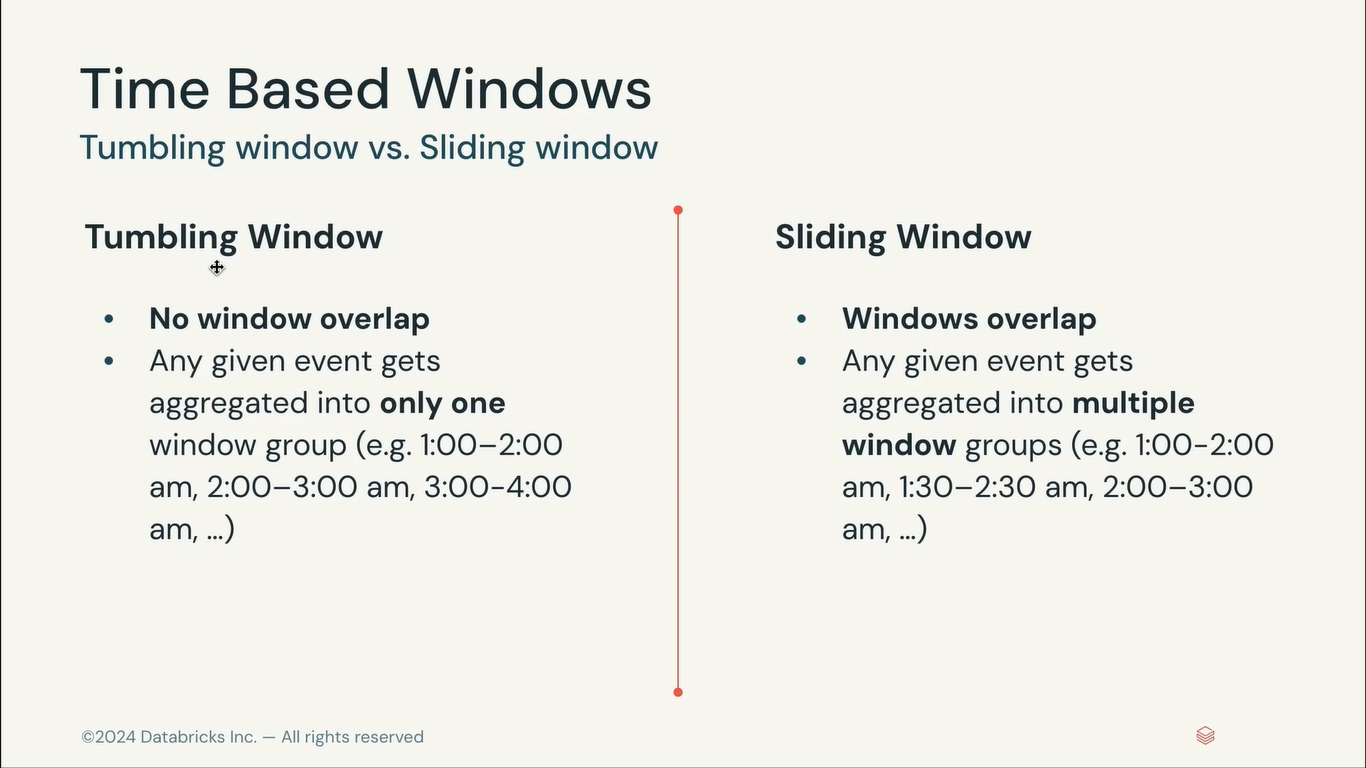 Time Based Windows
Tumbling window vs. Sliding window
Tumbling Window
• No window overlap
• Any given event gets
aggregated into only one
window group (e.g. 1:00–2:00
am, 2:00–3:00 am, 3:00-4:00
am, …)
Sliding Window
• Windows overlap
• Any given event gets
aggregated into multiple
window groups (e.g. 1:00-2:00
am, 1:30–2:30 am, 2:00–3:00
am, …)
©2024 Databricks Inc. — All rights reserved